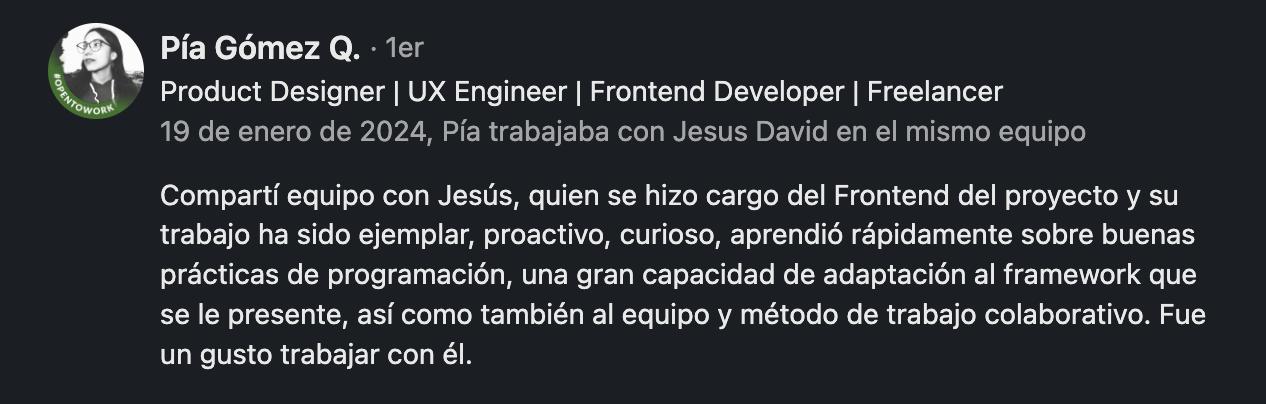 Pía Gómez Q. · 1er
Product Designer | UX Engineer | Frontend Developer | Freelancer
19 de enero de 2024, Pía trabajaba con Jesus David en el mismo equipo
Compartí equipo con Jesús, quien se hizo cargo del Frontend del proyecto y su
trabajo ha sido ejemplar, proactivo, curioso, aprendió rápidamente sobre buenas
prácticas de programación, una gran capacidad de adaptación al framework que
se le presente, así como también al equipo y método de trabajo colaborativo. Fue
un gusto trabajar con él.
#OPENTOWORK